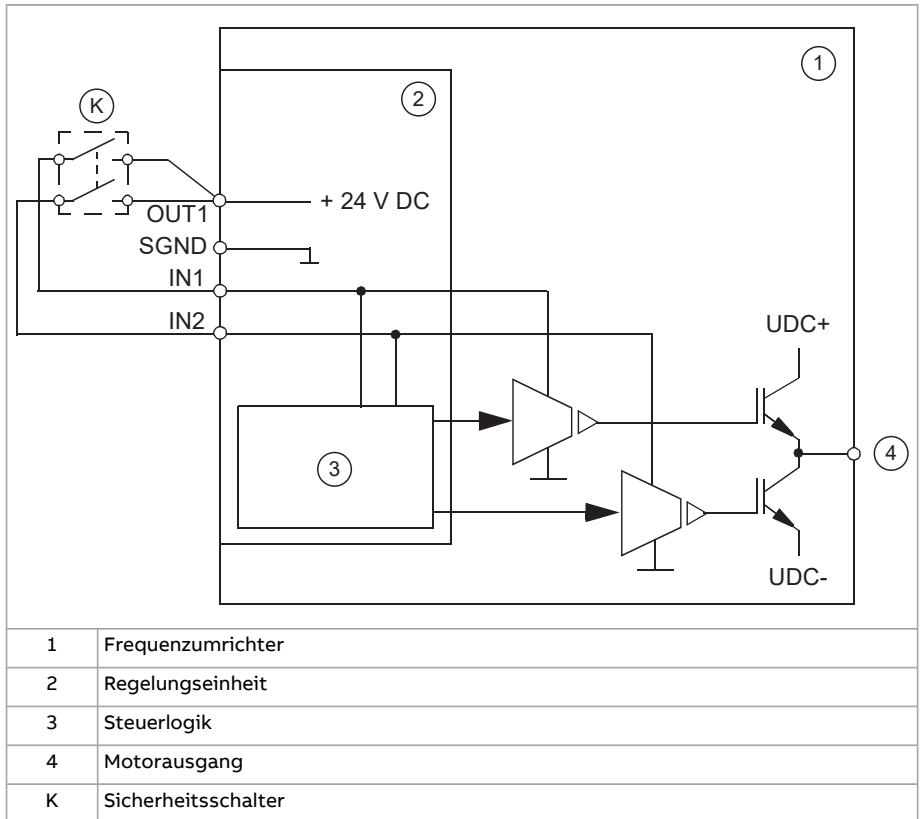 1
2
K
+ 24 V DC
OUT1
SGND
IN1
IN2
UDC+
3
4
UDC-
1 Frequenzumrichter
2 Regelungseinheit
3 Steuerlogik
4 Motorausgang
K Sicherheitsschalter